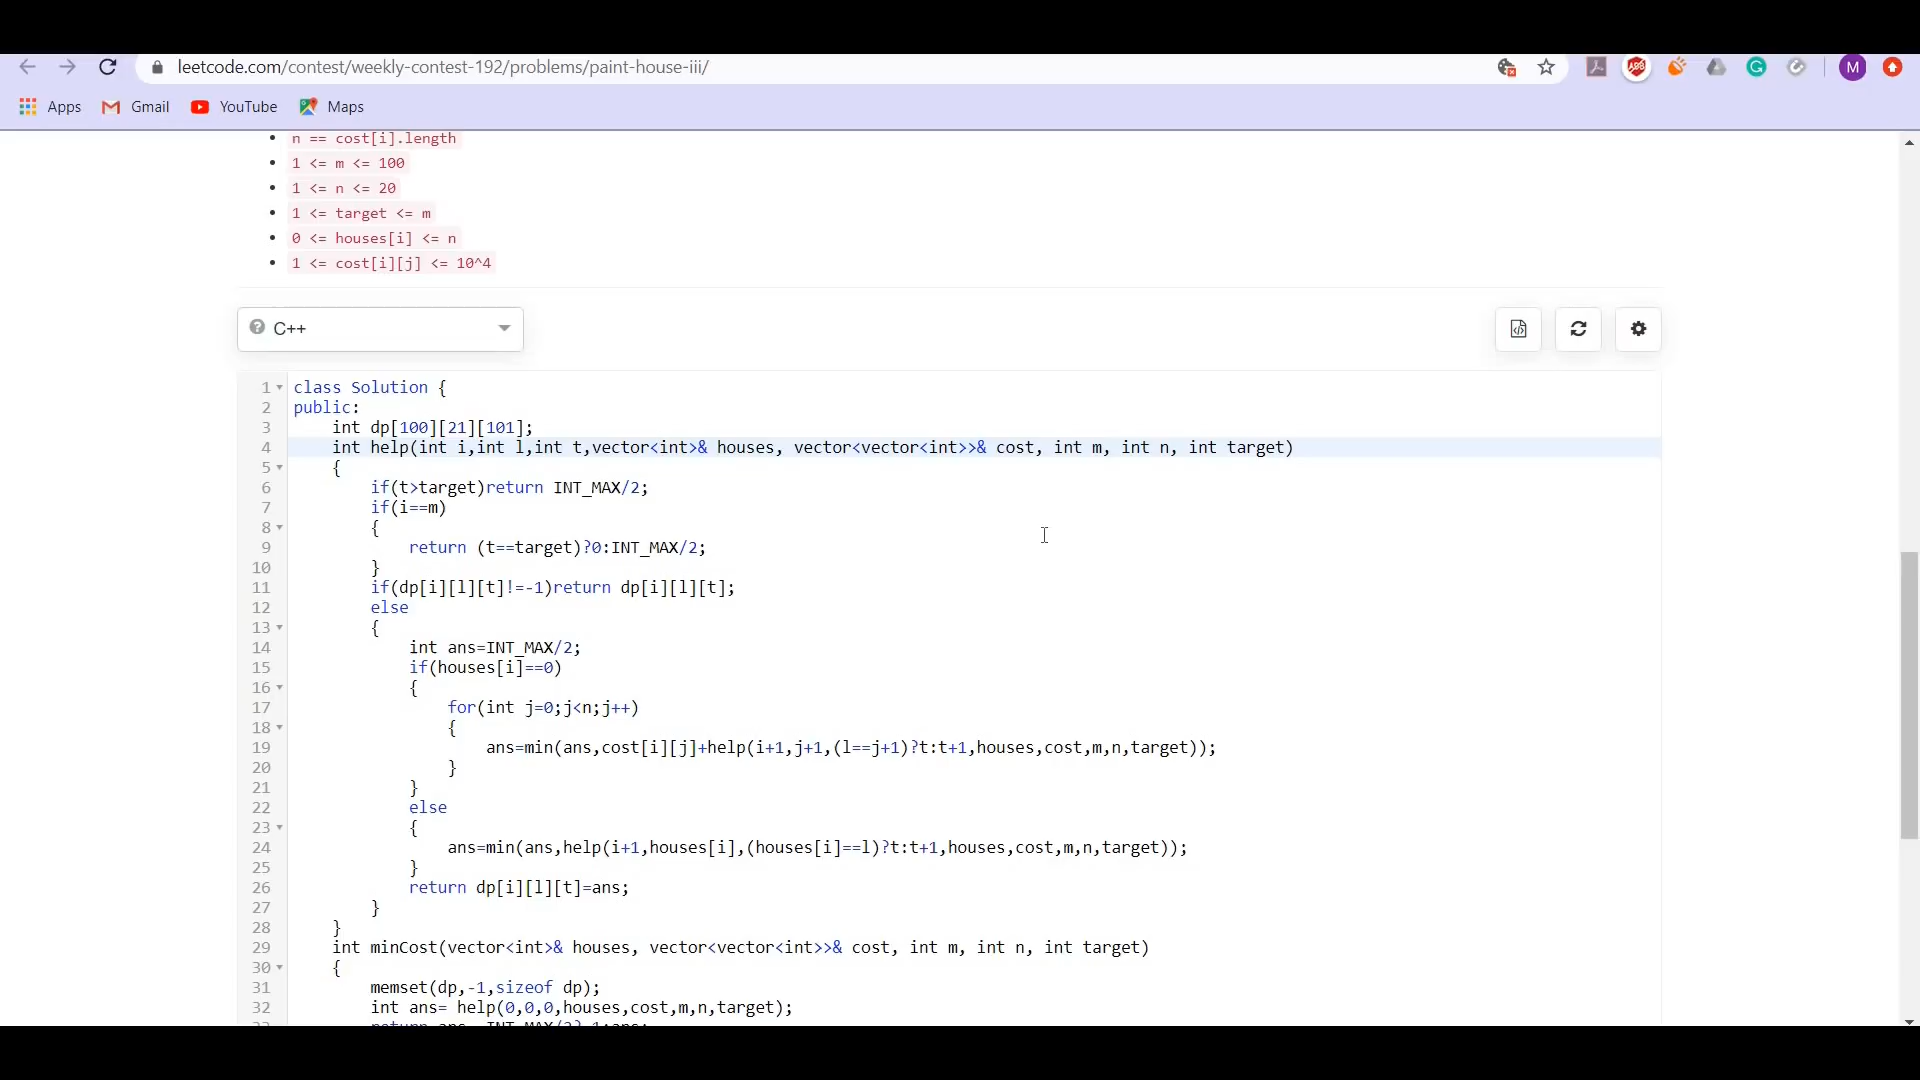 leetcode.com/contest/weekly-contest-192/problems/paint-house-iii/
M
Apps Gmail YouTube Maps
n == cost[i].length
1 <= m <= 100
1 <= n <= 20
1 <= target <= m
0 <= houses[i] <= n
1 <= cost[i][j] <= 10^4
C++
1 class Solution {
2 public:
3 int dp[100][21][101];
4 int help(int i,int l,int t,vector<int>& houses, vector<vector<int>>& cost, int m, int n, int target)
5 {
6 if(t>target)return INT_MAX/2;
7 if(i==m)
8 {
9 return (t==target)?0:INT_MAX/2;
10 }
11 if(dp[i][l][t]!=-1)return dp[i][l][t];
12 else
13 {
14 int ans=INT_MAX/2;
15 if(houses[i]==0)
16 {
17 for(int j=0;j<n;j++)
18 {
19 ans=min(ans,cost[i][j]+help(i+1,j+1,(l==j+1)?t:t+1,houses,cost,m,n,target));
20 }
21 }
22 else
23 {
24 ans=min(ans,help(i+1,houses[i],(houses[i]==l)?t:t+1,houses,cost,m,n,target));
25 }
26 return dp[i][l][t]=ans;
27 }
28 }
29 int minCost(vector<int>& houses, vector<vector<int>>& cost, int m, int n, int target)
30 {
31 memset(dp,-1,sizeof dp);
32 int ans= help(0,0,0,houses,cost,m,n,target);